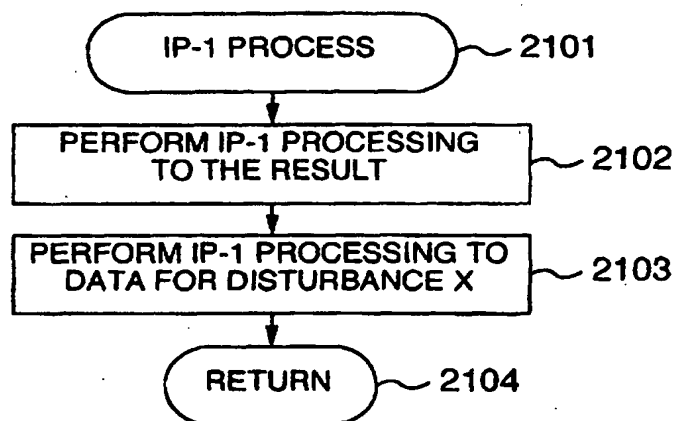 IP-1 PROCESS
2101
PERFORM IP-1 PROCESSING
TO THE RESULT
2102
PERFORM IP-1 PROCESSING TO
DATA FOR DISTURBANCE X
2103
RETURN
2104